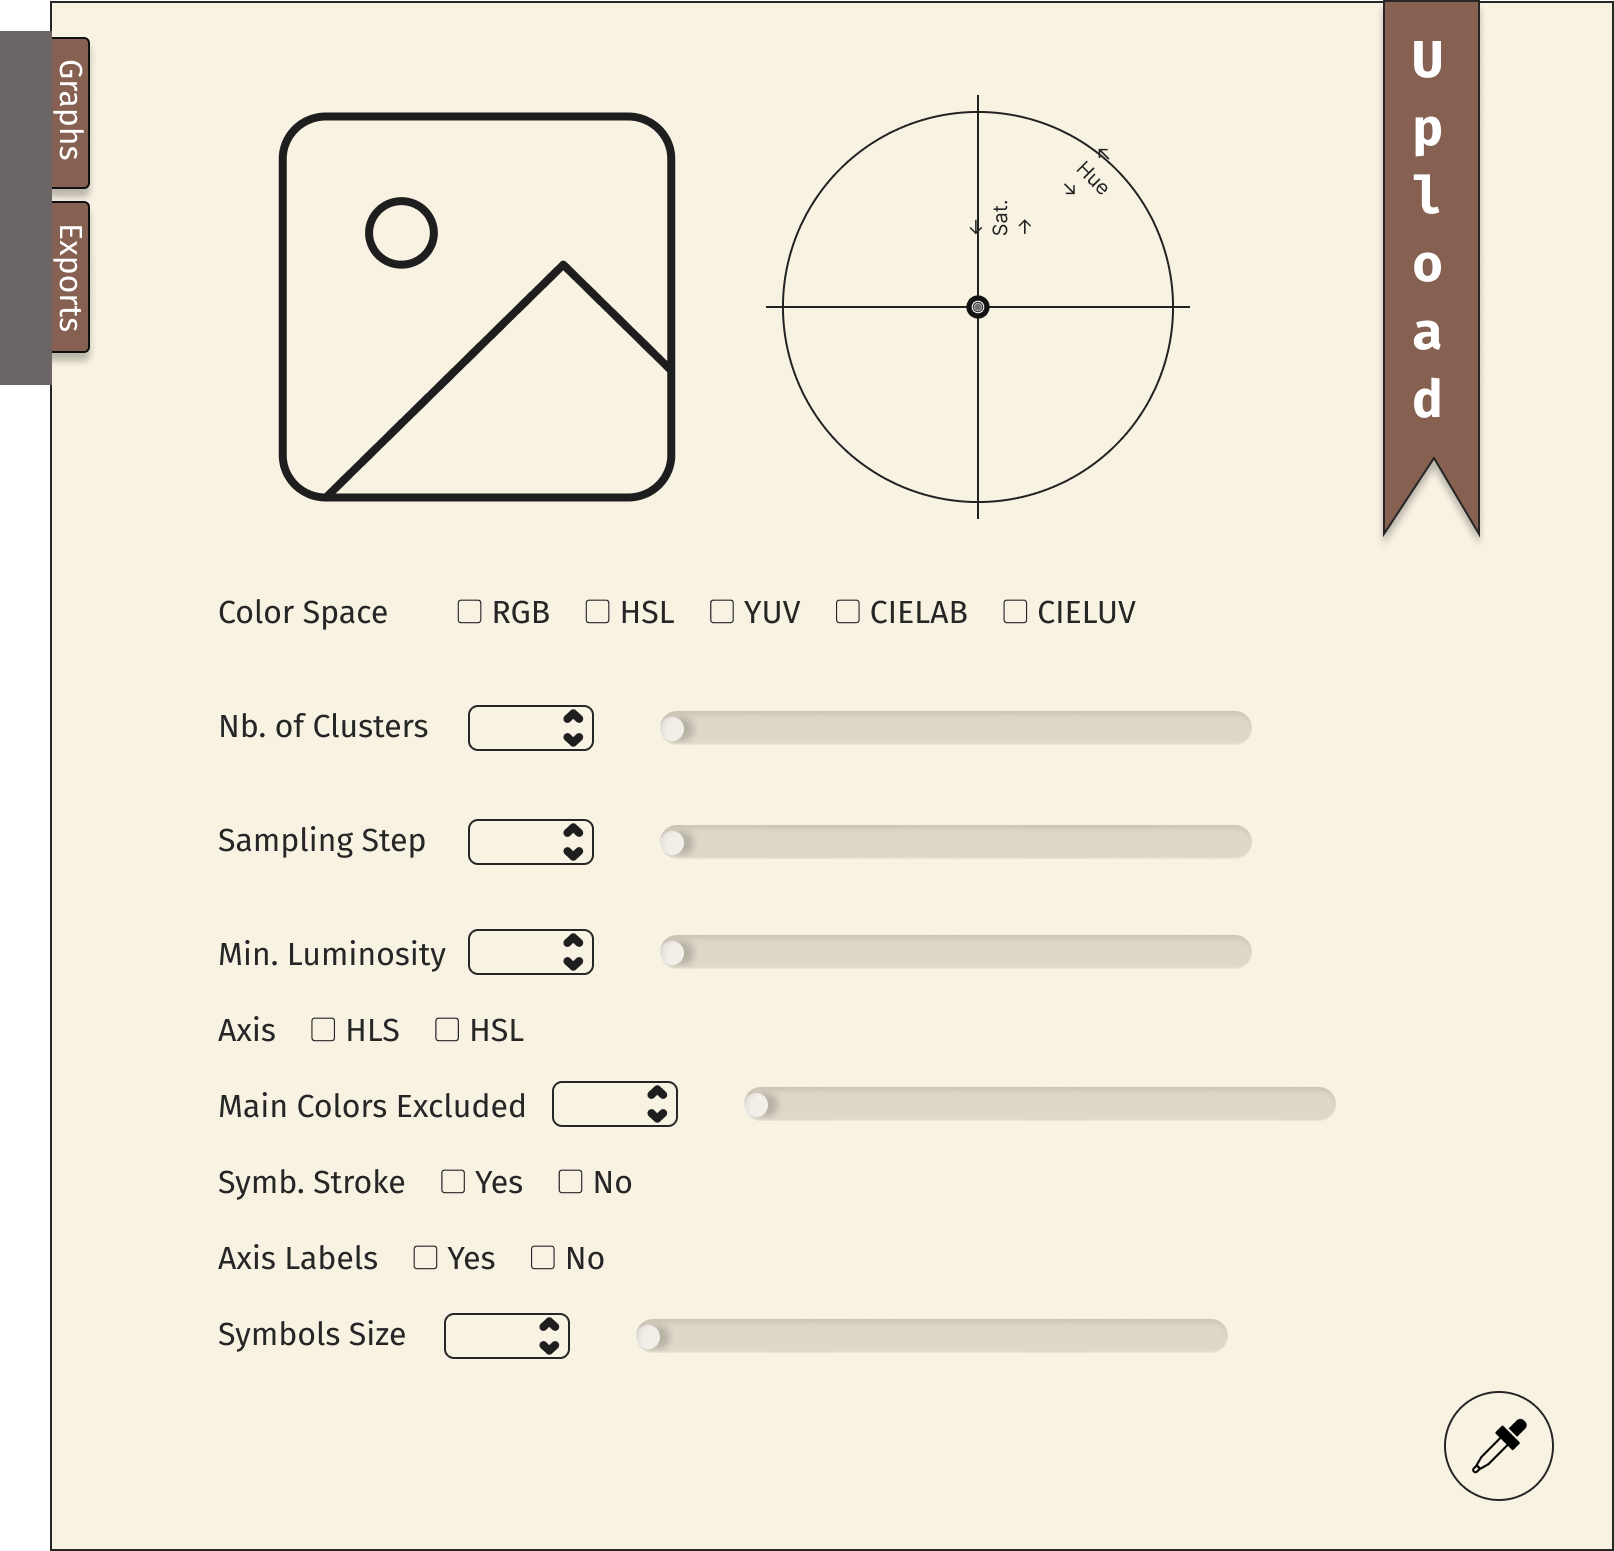 Graphs
Exports
Upload
Hue
Sat.
Color Space RGB HSL YUV CIELAB CIELUV
Nb. of Clusters
Sampling Step
Min. Luminosity
Axis HLS HSL
Main Colors Excluded
Symb. Stroke Yes No
Axis Labels Yes No
Symbols Size